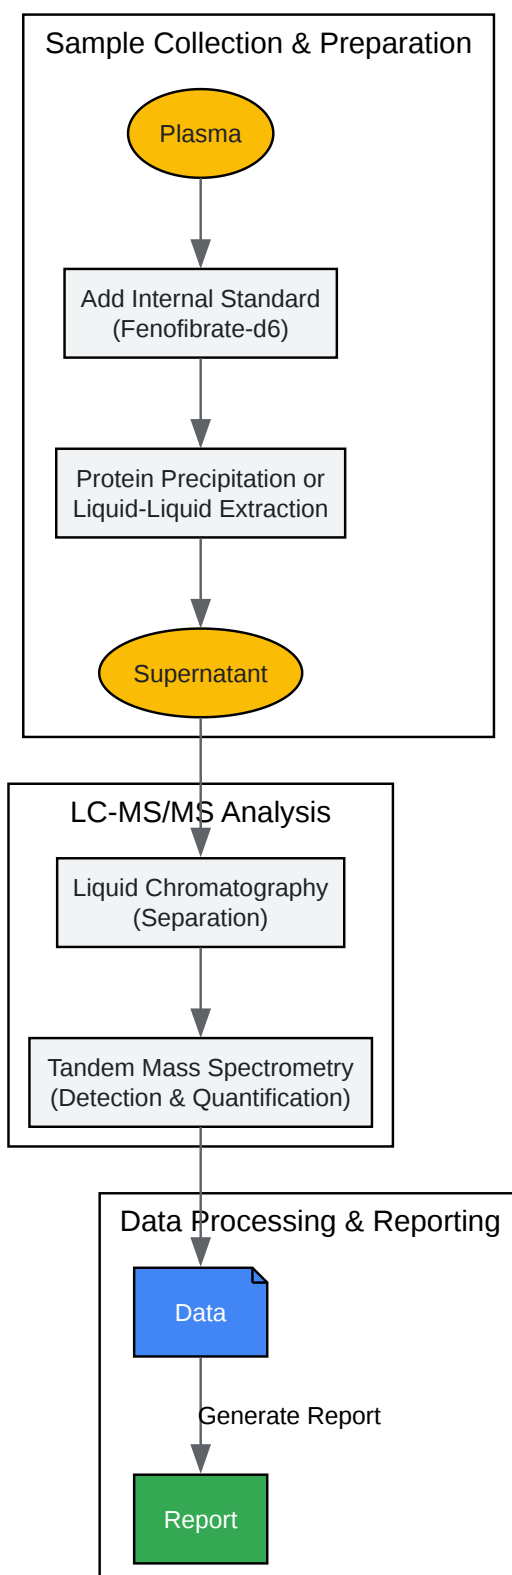 Sample Collection & Preparation
Plasma
Add Internal Standard
(Fenofibrate-d6)
Protein Precipitation or
Liquid-Liquid Extraction
Supernatant
LC-MS/MS Analysis
Liquid Chromatography
(Separation)
Tandem Mass Spectrometry
(Detection & Quantification)
Data Processing & Reporting
Data
Generate Report
Report